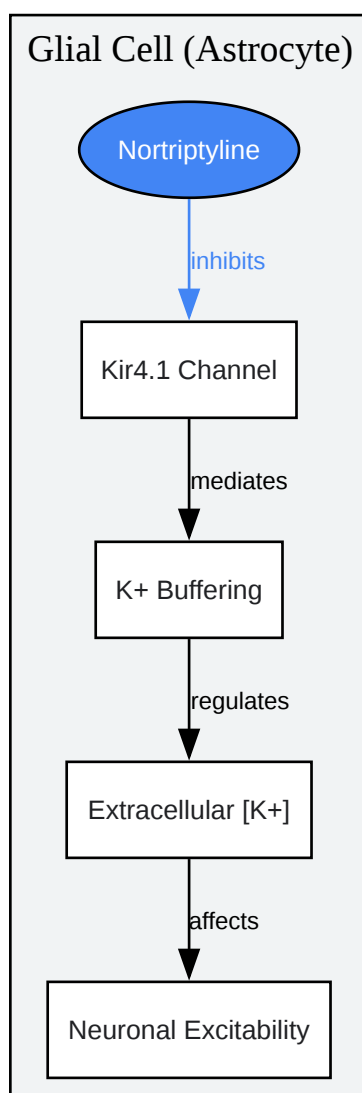 Glial Cell (Astrocyte)
Nortriptyline
inhibits
Kir4.1 Channel
mediates
K+ Buffering
regulates
Extracellular [K+]
affects
Neuronal Excitability